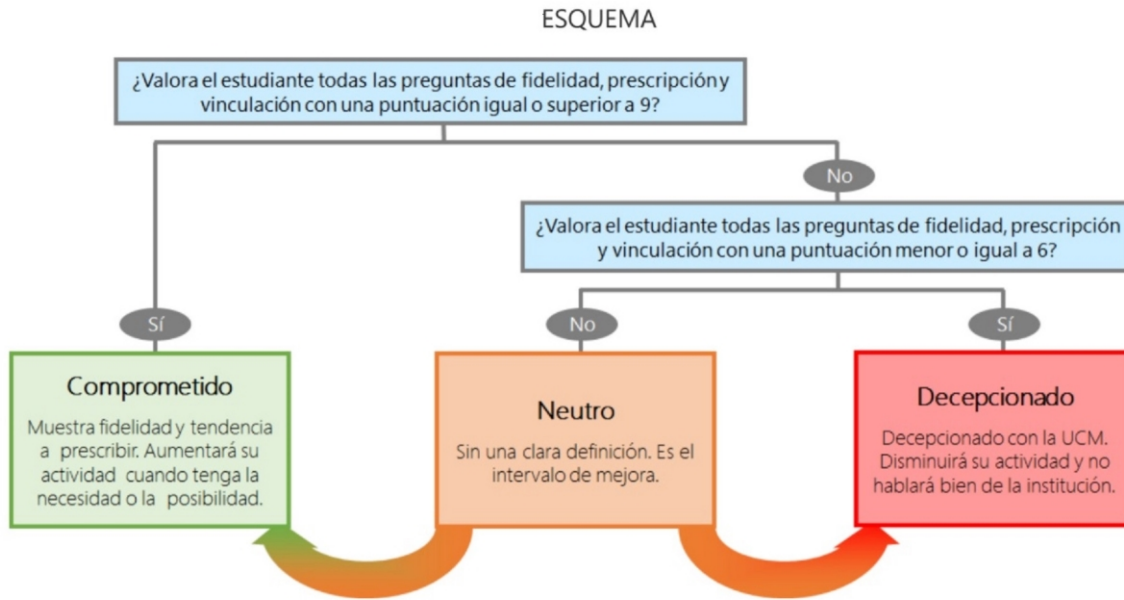 ESQUEMA
¿Valora el estudiante todas las preguntas de fidelidad, prescripción y
vinculación con una puntuación igual o superior a 9?
No
¿Valora el estudiante todas las preguntas de fidelidad, prescripción
y vinculación con una puntuación menor o igual a 6?
Sí
No
Sí
Comprometido
Muestra fidelidad y tendencia
a prescribir. Aumentará su
actividad cuando tenga la
necesidad o la posibilidad.
Neutro
Sin una clara definición. Es el
intervalo de mejora.
Decepcionado
Decepcionado con la UCM.
Disminuirá su actividad y no
hablará bien de la institución.